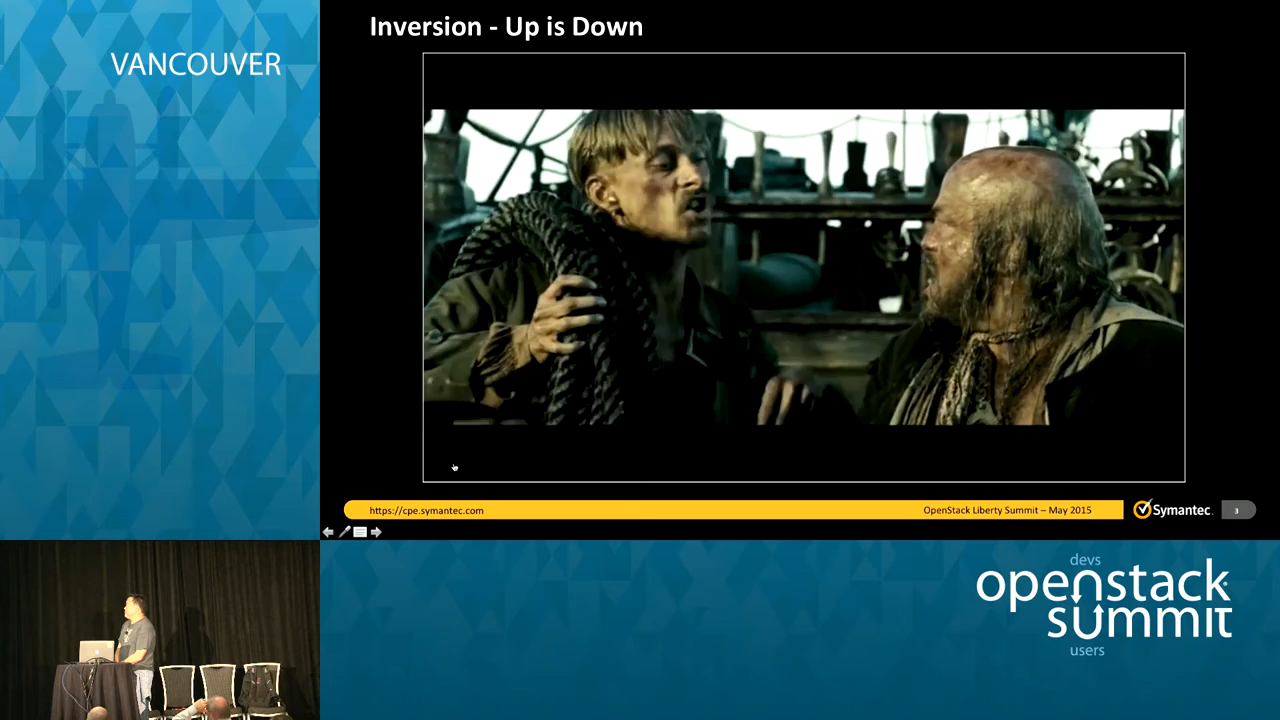 VANCOUVER
Inversion - Up is Down
https://cpe.symantec.com
OpenStack Liberty Summit – May 2015
Symantec.
3
devs
openstack
summit
users